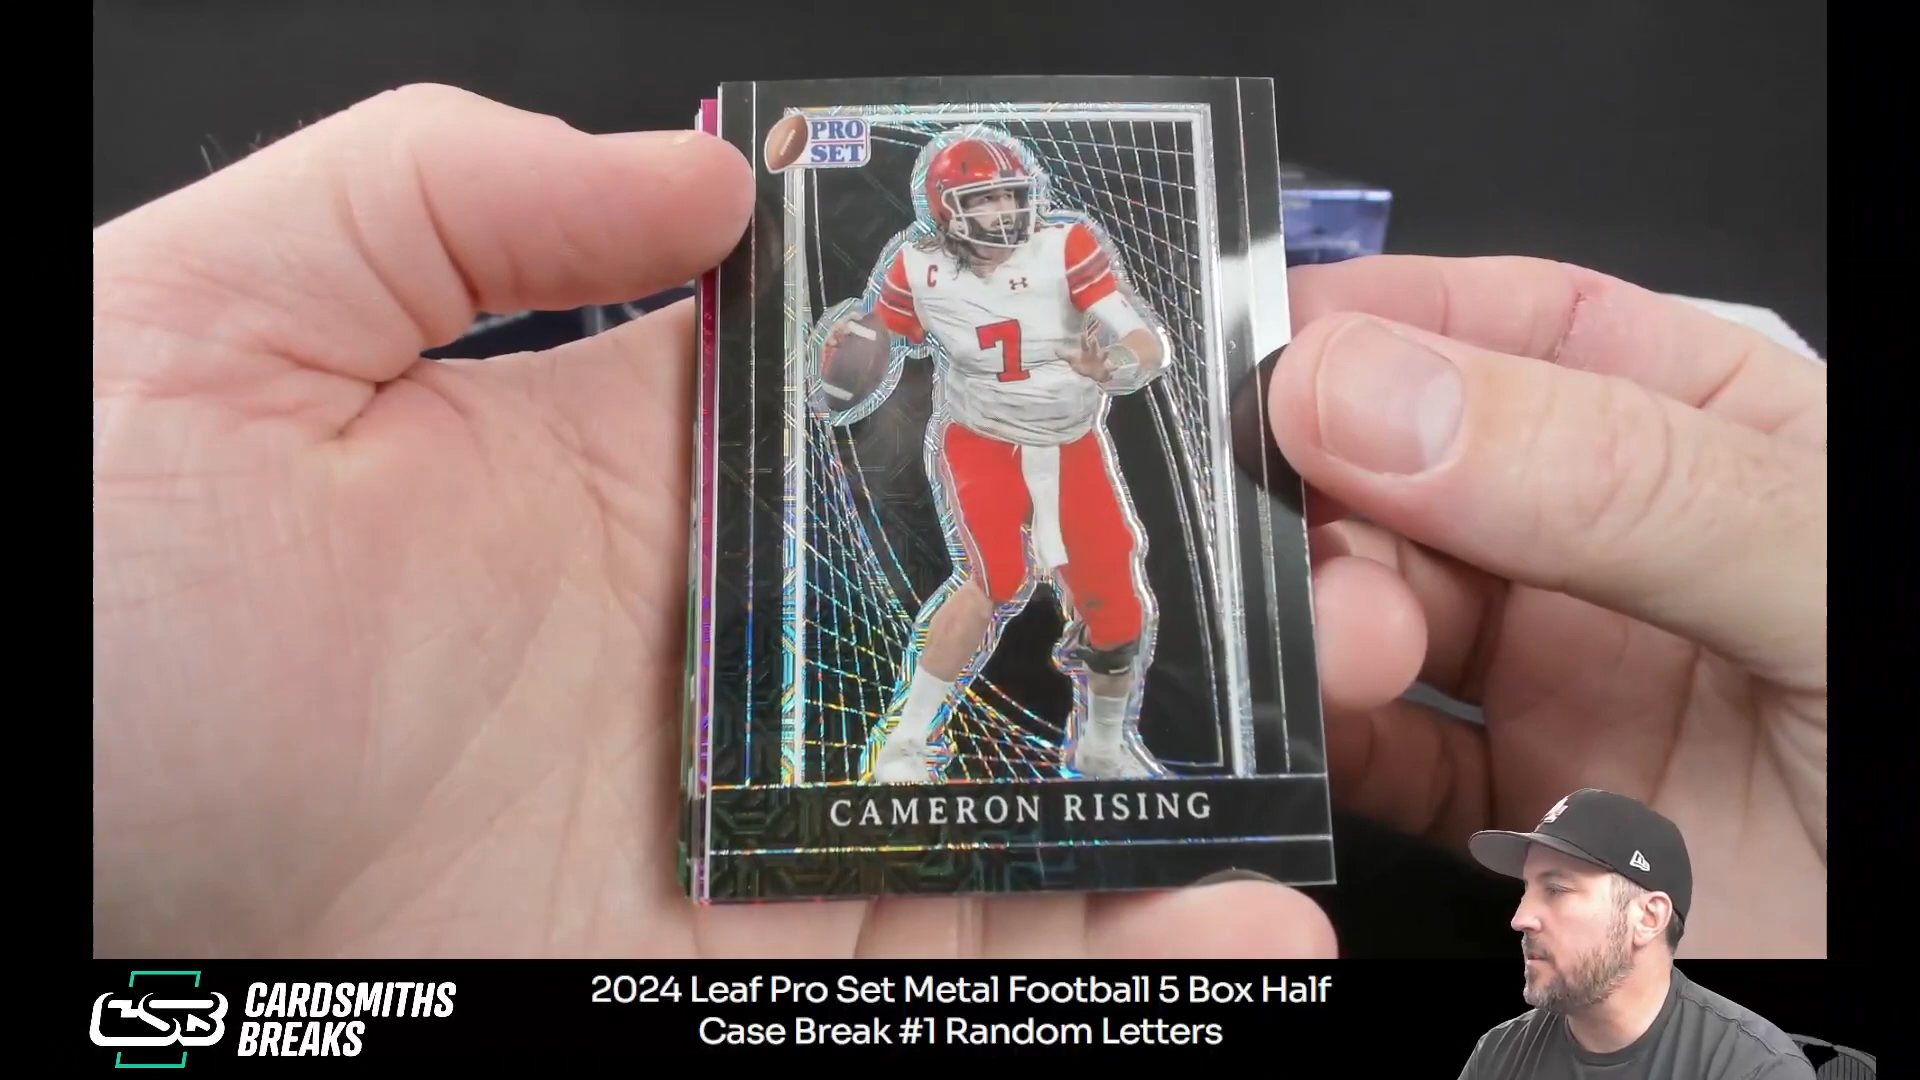 PRO
SET
C
7
CAMERON RISING
CARDSMITHS
BREAKS
CSB
2024 Leaf Pro Set Metal Football 5 Box Half
Case Break #1 Random Letters